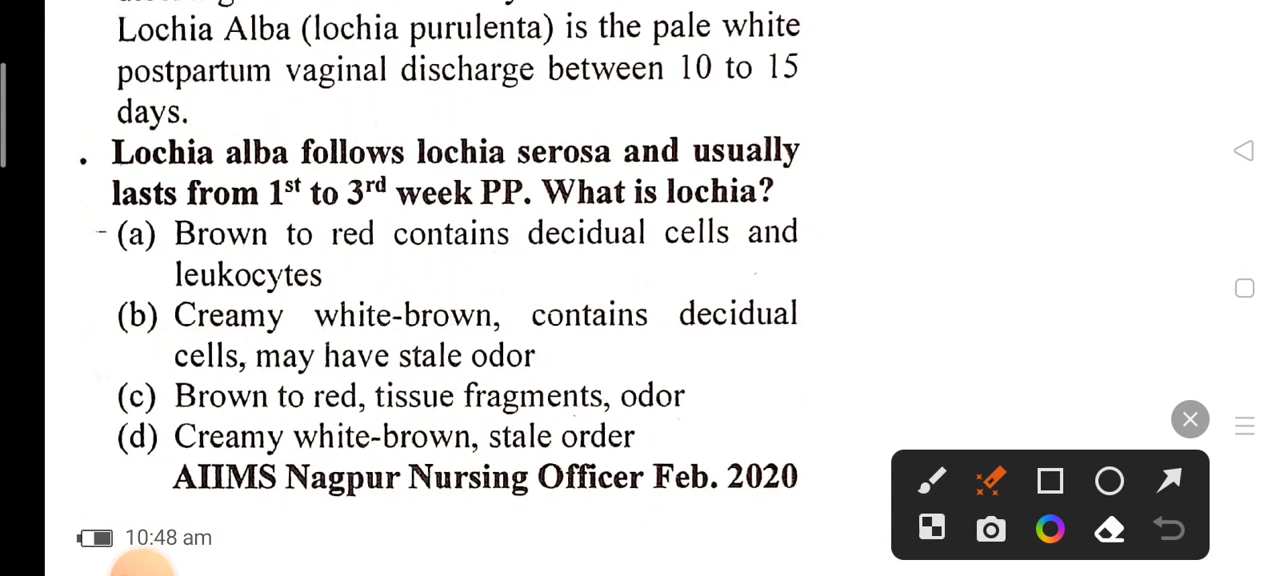 Lochia Alba (lochia purulenta) is the pale white
postpartum vaginal discharge between 10 to 15
days.
. Lochia alba follows lochia serosa and usually
lasts from 1st to 3rd week PP. What is lochia?
- (a) Brown to red contains decidual cells and
leukocytes
(b) Creamy white-brown, contains decidual
cells, may have stale odor
(c) Brown to red, tissue fragments, odor
(d) Creamy white-brown, stale order
AIIMS Nagpur Nursing Officer Feb. 2020
10:48 am